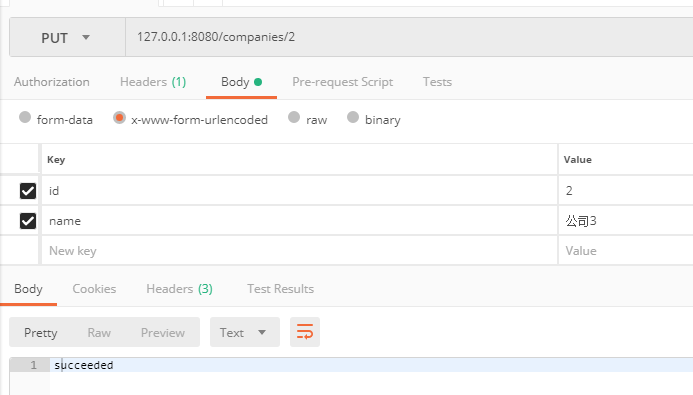 PUT 127.0.0.1:8080/companies/2
Authorization Headers (1) Body Pre-request Script Tests
form-data x-www-form-urlencoded raw binary
Key Value
id 2
name 公司3
New key Value
Body Cookies Headers (3) Test Results
Pretty Raw Preview Text
1 succeeded